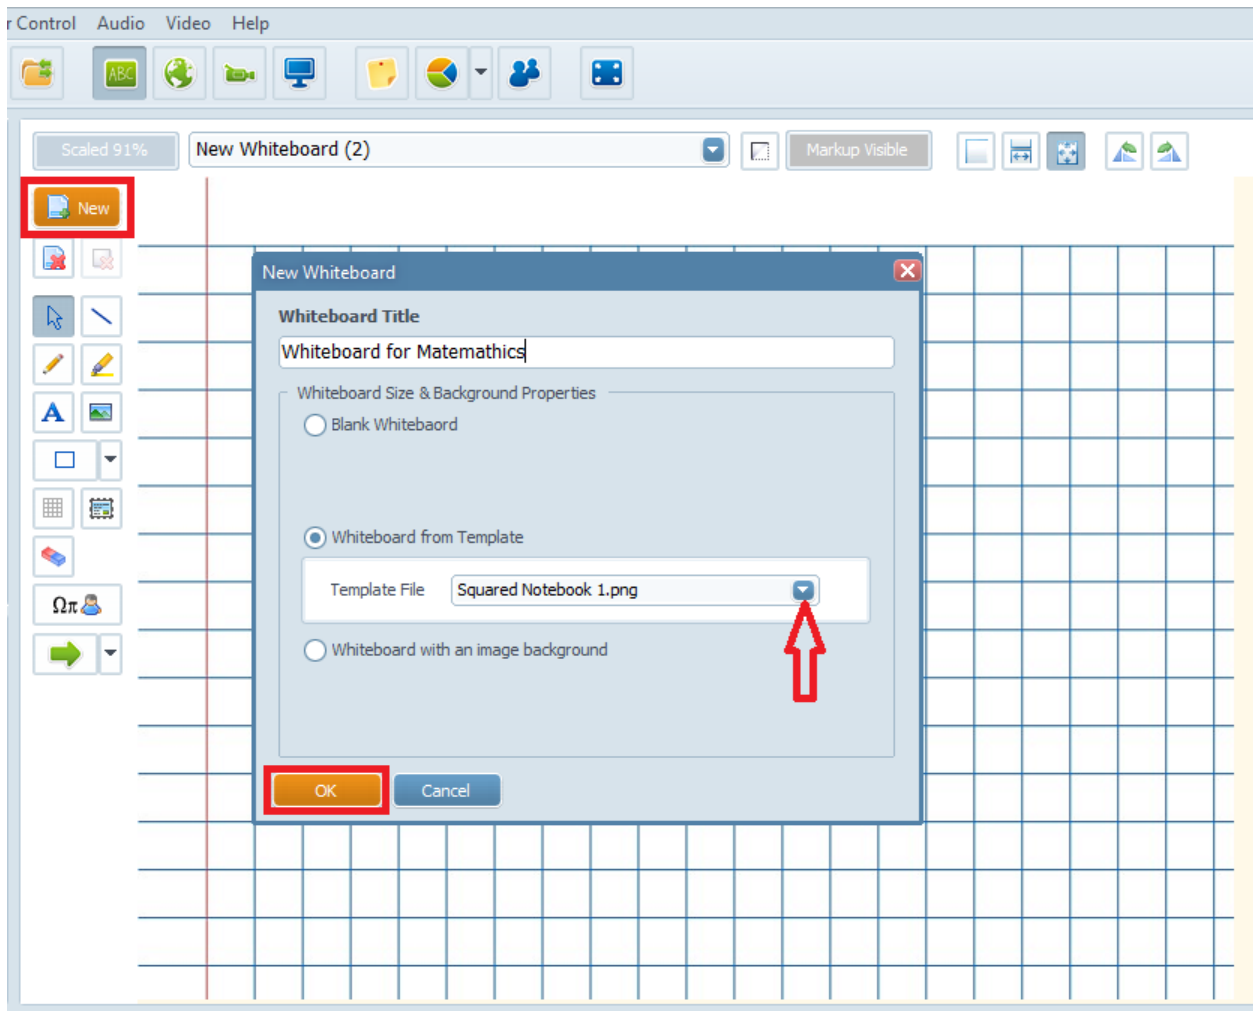 r Control Audio Video Help
ABC
Scaled 91% New Whiteboard (2) Markup Visible
New
New Whiteboard
Whiteboard Title
Whiteboard for Matemathics
Whiteboard Size & Background Properties
Blank Whitebaord
Whiteboard from Template
A
Template File Squared Notebook 1.png
Ωπ
Whiteboard with an image background
OK Cancel